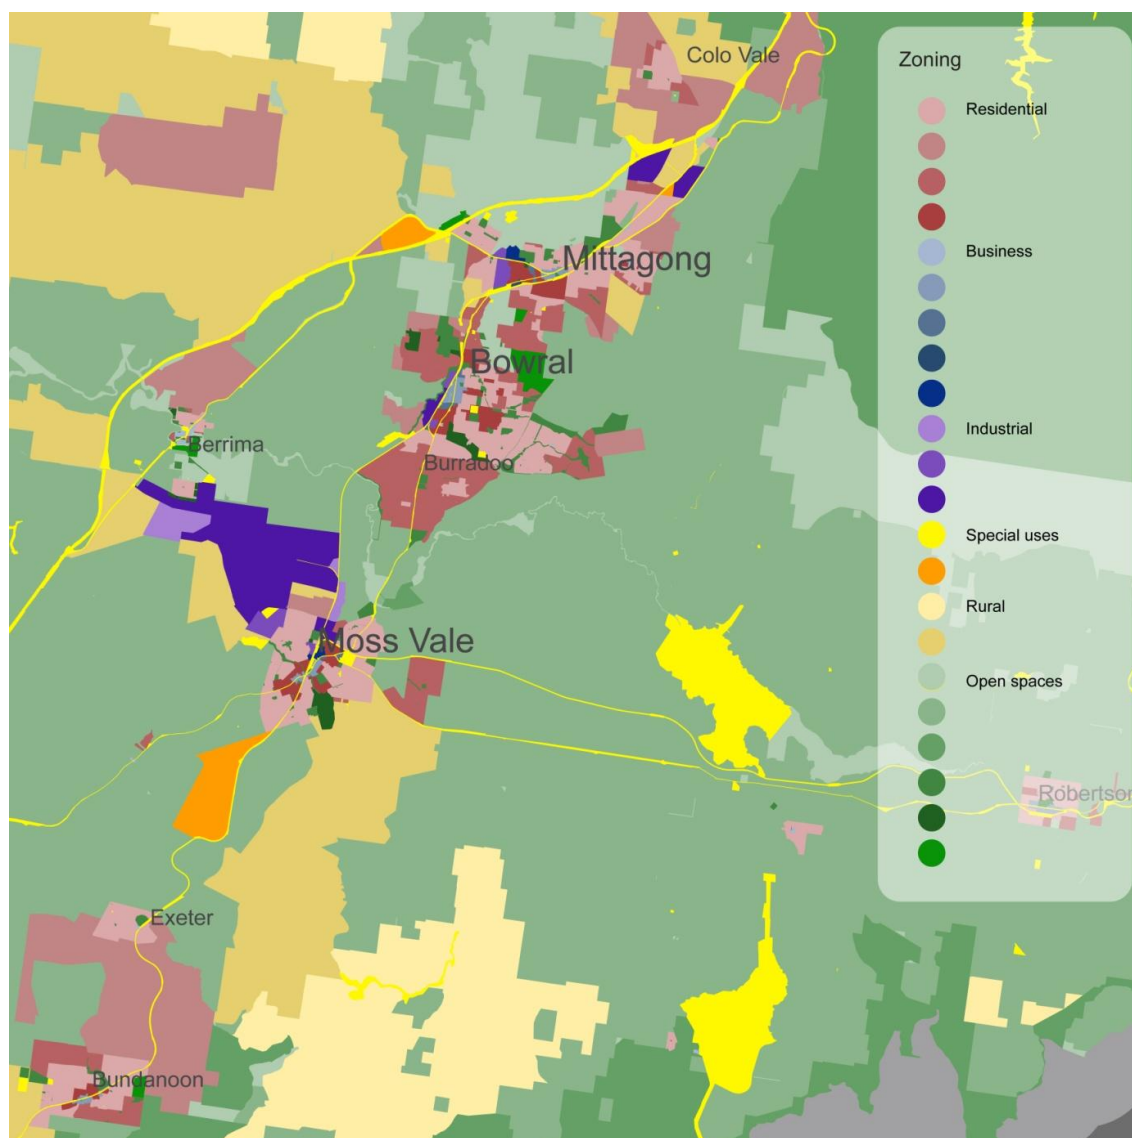 Colo Vale
Zoning
Residential
Business
Mittagong
Bowral
Industrial
Berrima
Burradoo
Special uses
Rural
Moss Vale
Open spaces
Robertson
Exeter
Bundanoon